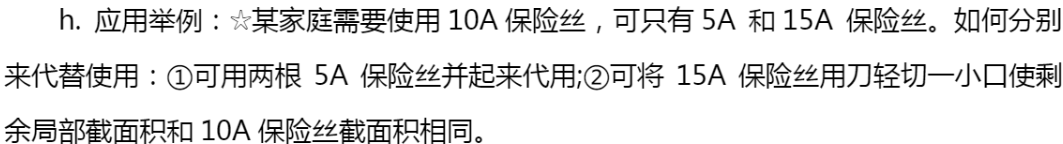 h. 应用举例：☆某家庭需要使用 10A 保险丝，可只有 5A 和 15A 保险丝。如何分别
来代替使用：①可用两根 5A 保险丝并起来代用;②可将 15A 保险丝用刀轻切一小口使剩
余局部截面积和 10A 保险丝截面积相同。